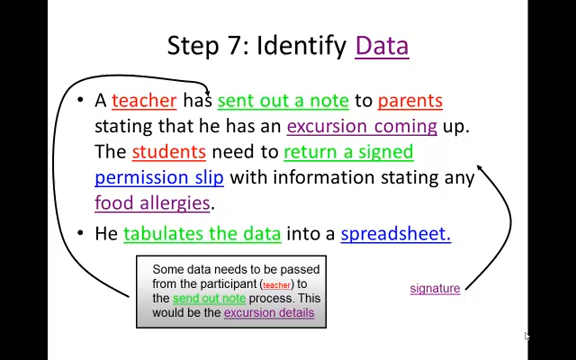 Step 7: Identify Data
• A teacher has sent out a note to parents
stating that he has an excursion coming up.
The students need to return a signed
permission slip with information stating any
food allergies.
• He tabulates the data into a spreadsheet.
Some data needs to be passed
from the participant (teacher) to
the send out note process. This
would be the excursion details
signature